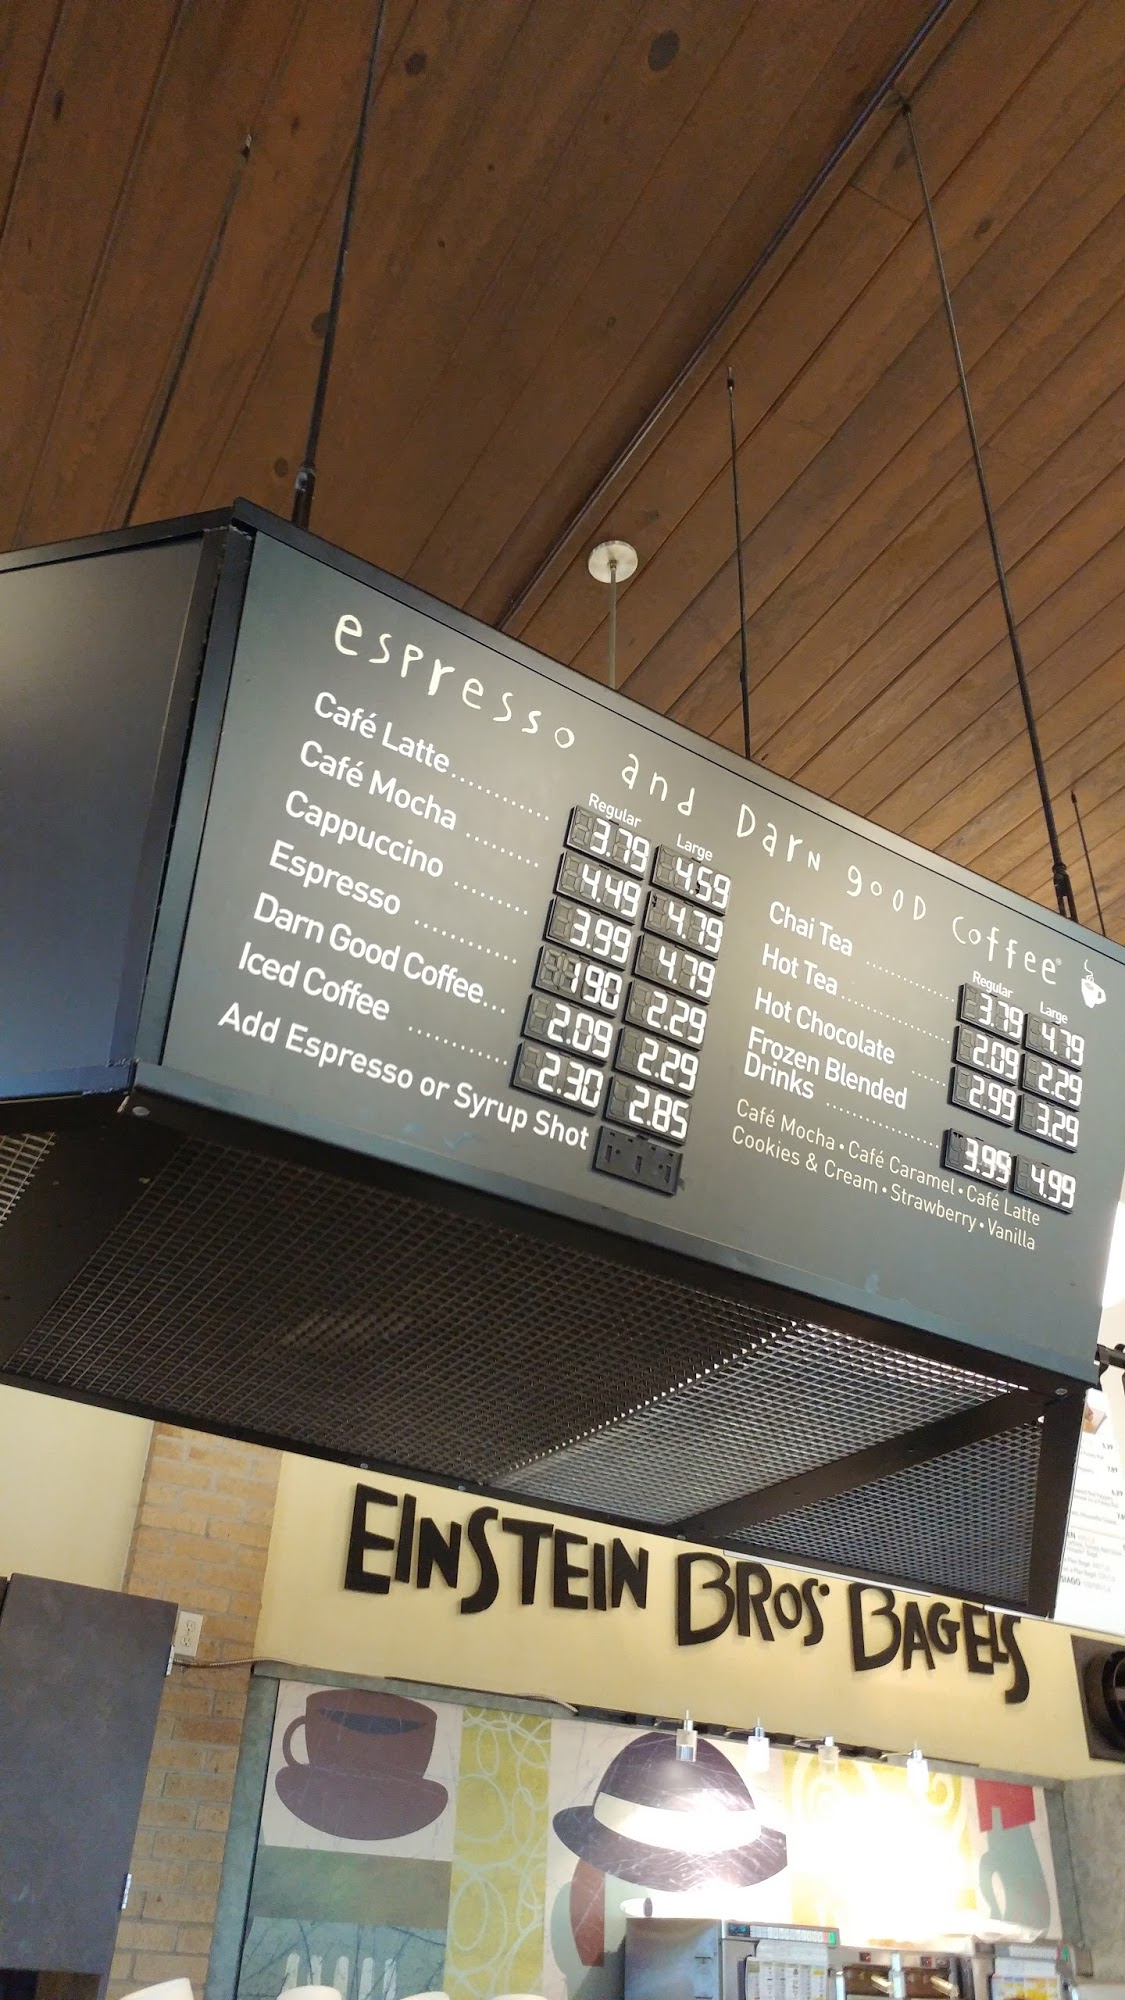 espresso and Darn good coffee®
Regular Large
Café Latte............ 3.79 4.59
Café Mocha ......... 4.49 4.79
Cappuccino ......... 3.99 4.79
Espresso ............ 1.90 2.29
Darn Good Coffee... 2.09 2.29
Iced Coffee ............ 2.30 2.85
Add Espresso or Syrup Shot
Regular Large
Chai Tea ............... 3.79 4.79
Hot Tea .................. 2.09 2.29
Hot Chocolate ...... 2.99 3.29
Frozen Blended
Drinks .................. 3.99 4.99
Café Mocha • Café Caramel • Café Latte
Cookies & Cream • Strawberry • Vanilla
EINSTEIN BROS BAGELS